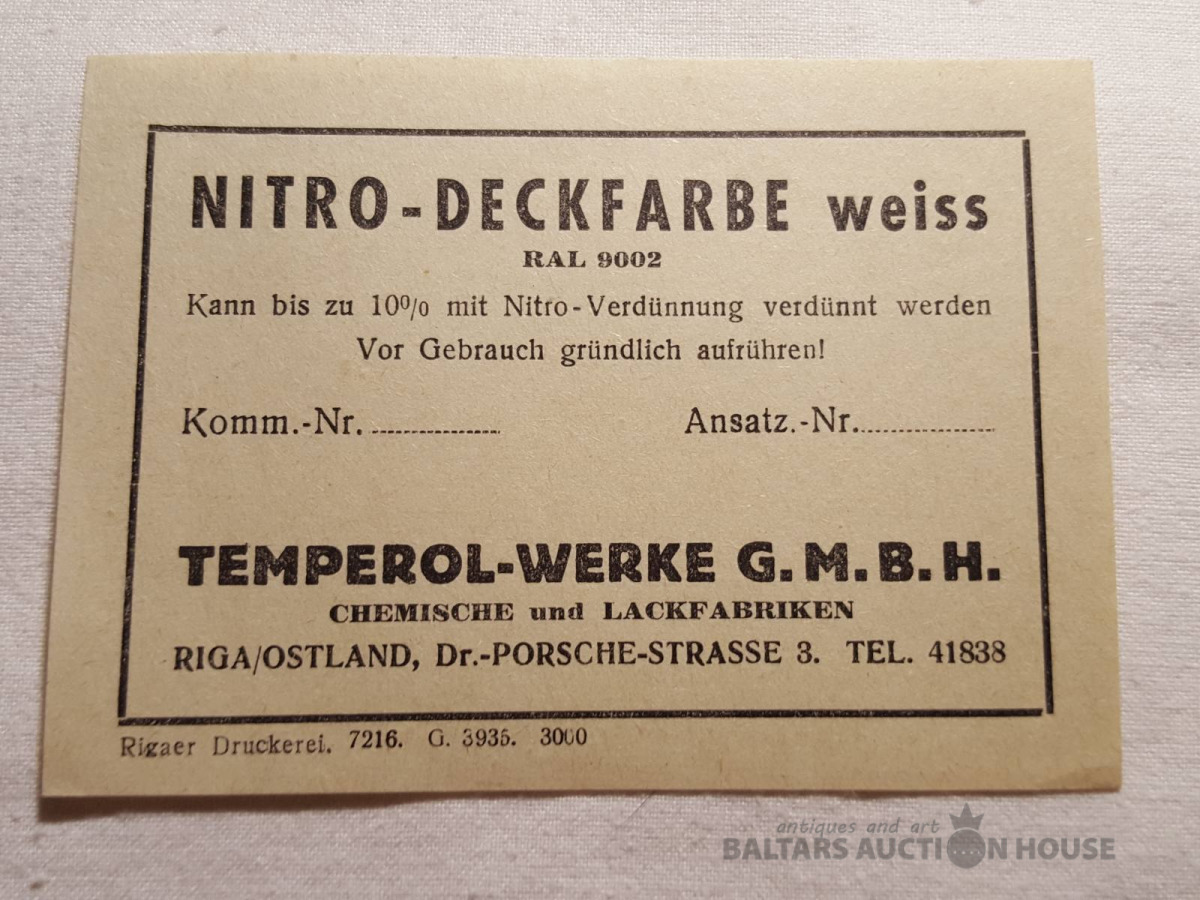 NITRO-DECKFARBE weiss
RAL 9002
Kann bis zu 10% mit Nitro-Verdünnung verdünnt werden
Vor Gebrauch gründlich aufrühren!
Komm.-Nr. Ansatz.-Nr.
TEMPEROL-WERKE G.M.B.H.
CHEMISCHE und LACKFABRIKEN
RIGA/OSTLAND, Dr.-PORSCHE-STRASSE 3. TEL. 41838
Rigaer Druckerei. 7216. G. 3935. 3000
antiques and art
BALTARS AUCTION HOUSE